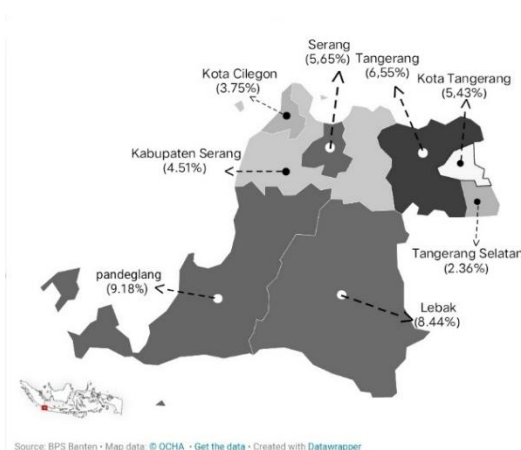 Serang
(5,65%)
Tangerang
(6,55%)
Kota Tangerang
(5,43%)
Kota Cilegon
(3.75%)
Kabupaten Serang
(4.51%)
Tangerang Selatan
(2.36%)
pandeglang
(9.18%)
Lebak
(8.44%)
Source: BPS Banten • Map data: © OCHA • Get the data • Created with Datawrapper